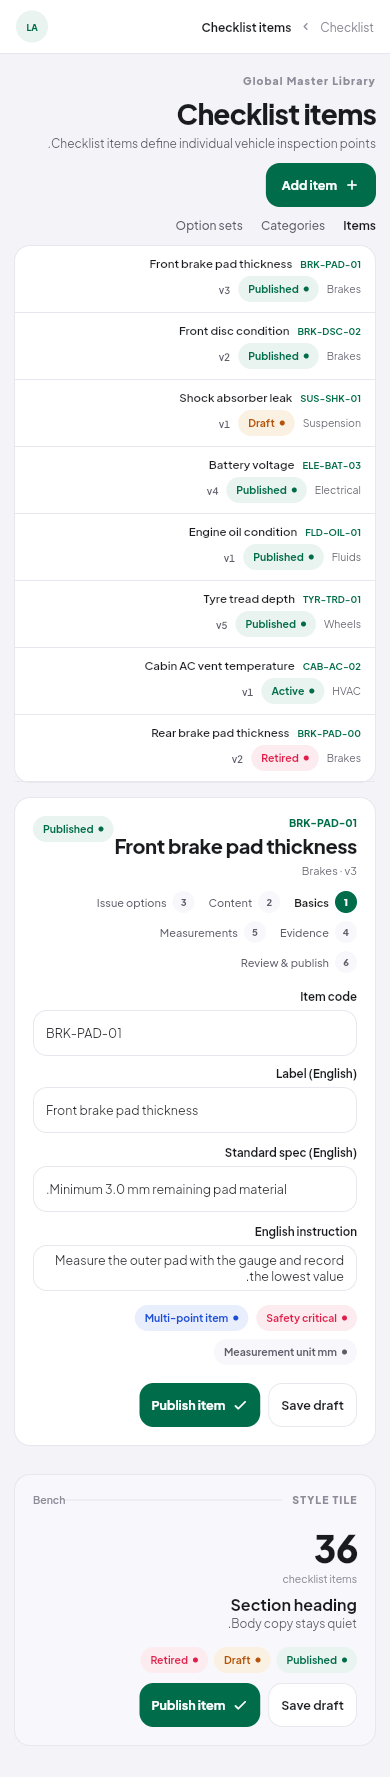 Checklist < Checklist items
LA
Global Master Library
Checklist items
.Checklist items define individual vehicle inspection points
+ Add item
Items Categories Option sets
BRK-PAD-01 Front brake pad thickness
Brakes Published v3
BRK-DSC-02 Front disc condition
Brakes Published v2
SUS-SHK-01 Shock absorber leak
Suspension Draft v1
ELE-BAT-03 Battery voltage
Electrical Published v4
FLD-OIL-01 Engine oil condition
Fluids Published v1
TYR-TRD-01 Tyre tread depth
Wheels Published v5
CAB-AC-02 Cabin AC vent temperature
HVAC Active v1
BRK-PAD-00 Rear brake pad thickness
Brakes Retired v2
BRK-PAD-01
Published
Front brake pad thickness
Brakes · v3
1 Basics 2 Content 3 Issue options
4 Evidence 5 Measurements
6 Review & publish
Item code
BRK-PAD-01
Label (English)
Front brake pad thickness
Standard spec (English)
.Minimum 3.0 mm remaining pad material
English instruction
Measure the outer pad with the gauge and record
.the lowest value
Safety critical Multi-point item
Measurement unit mm
Save draft Publish item
STYLE TILE Bench
36
checklist items
Section heading
.Body copy stays quiet
Published Draft Retired
Save draft Publish item